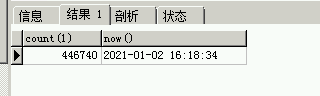 信息 结果 1 剖析 状态
count(1) now()
446740 2021-01-02 16:18:34